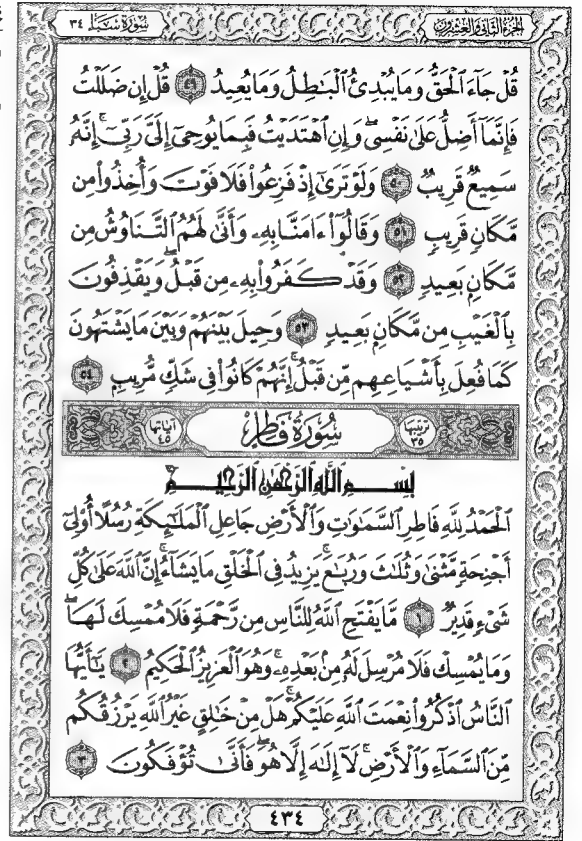 الجزء الثاني والعشرون
سورة سبإ ٣٤
قُلْ جَآءَ ٱلْحَقُّ وَمَا يُبْدِئُ ٱلْبَٰطِلُ وَمَا يُعِيدُ ٤٩ قُلْ إِن ضَلَلْتُ
فَإِنَّمَآ أَضِلُّ عَلَىٰ نَفْسِى ۖ وَإِنِ ٱهْتَدَيْتُ فَبِمَا يُوحِىٓ إِلَىَّ رَبِّىٓ ۚ إِنَّهُۥ
سَمِيعٌ قَرِيبٌ ٥٠ وَلَوْ تَرَىٰٓ إِذْ فَزِعُوا۟ فَلَا فَوْتَ وَأُخِذُوا۟ مِن
مَّكَانٍ قَرِيبٍ ٥١ وَقَالُوٓا۟ ءَامَنَّا بِهِۦ وَأَنَّىٰ لَهُمُ ٱلتَّنَاوُشُ مِن
مَّكَانٍۭ بَعِيدٍ ٥٢ وَقَدْ كَفَرُوا۟ بِهِۦ مِن قَبْلُ ۖ وَيَقْذِفُونَ
بِٱلْغَيْبِ مِن مَّكَانٍۭ بَعِيدٍ ٥٣ وَحِيلَ بَيْنَهُمْ وَبَيْنَ مَا يَشْتَهُونَ
كَمَا فُعِلَ بِأَشْيَاعِهِم مِّن قَبْلُ ۚ إِنَّهُمْ كَانُوا۟ فِى شَكٍّ مُّرِيبٍۭ ٥٤
ترتيبها ٣٥ سُورَةُ فَاطِرٍ آياتها ٤٥
بِسْمِ ٱللَّهِ ٱلرَّحْمَٰنِ ٱلرَّحِيمِ
ٱلْحَمْدُ لِلَّهِ فَاطِرِ ٱلسَّمَٰوَٰتِ وَٱلْأَرْضِ جَاعِلِ ٱلْمَلَٰٓئِكَةِ رُسُلًا أُو۟لِىٓ
أَجْنِحَةٍ مَّثْنَىٰ وَثُلَٰثَ وَرُبَٰعَ ۚ يَزِيدُ فِى ٱلْخَلْقِ مَا يَشَآءُ ۚ إِنَّ ٱللَّهَ عَلَىٰ كُلِّ
شَىْءٍ قَدِيرٌ ١ مَّا يَفْتَحِ ٱللَّهُ لِلنَّاسِ مِن رَّحْمَةٍ فَلَا مُمْسِكَ لَهَا ۖ
وَمَا يُمْسِكْ فَلَا مُرْسِلَ لَهُۥ مِنۢ بَعْدِهِۦ ۚ وَهُوَ ٱلْعَزِيزُ ٱلْحَكِيمُ ٢ يَٰٓأَيُّهَا
ٱلنَّاسُ ٱذْكُرُوا۟ نِعْمَتَ ٱللَّهِ عَلَيْكُمْ ۚ هَلْ مِنْ خَٰلِقٍ غَيْرُ ٱللَّهِ يَرْزُقُكُم
مِّنَ ٱلسَّمَآءِ وَٱلْأَرْضِ ۚ لَآ إِلَٰهَ إِلَّا هُوَ ۖ فَأَنَّىٰ تُؤْفَكُونَ ٣
٤٣٤